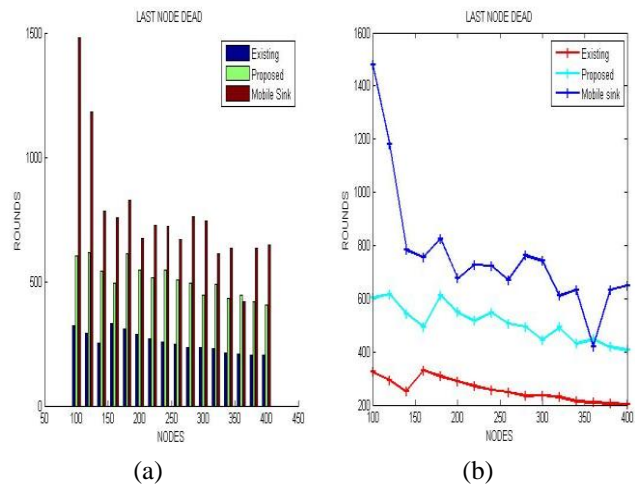 LAST NODE DEAD
1500
1000
500
0
ROUNDS
Existing
Proposed
Mobile Sink
50
100
150
200
250
300
350
400
450
NODES
(a)
LAST NODE DEAD
1600
1400
1200
1000
800
600
400
200
ROUNDS
Existing
Proposed
Mobile sink
100
150
200
250
300
350
400
NODES
(b)